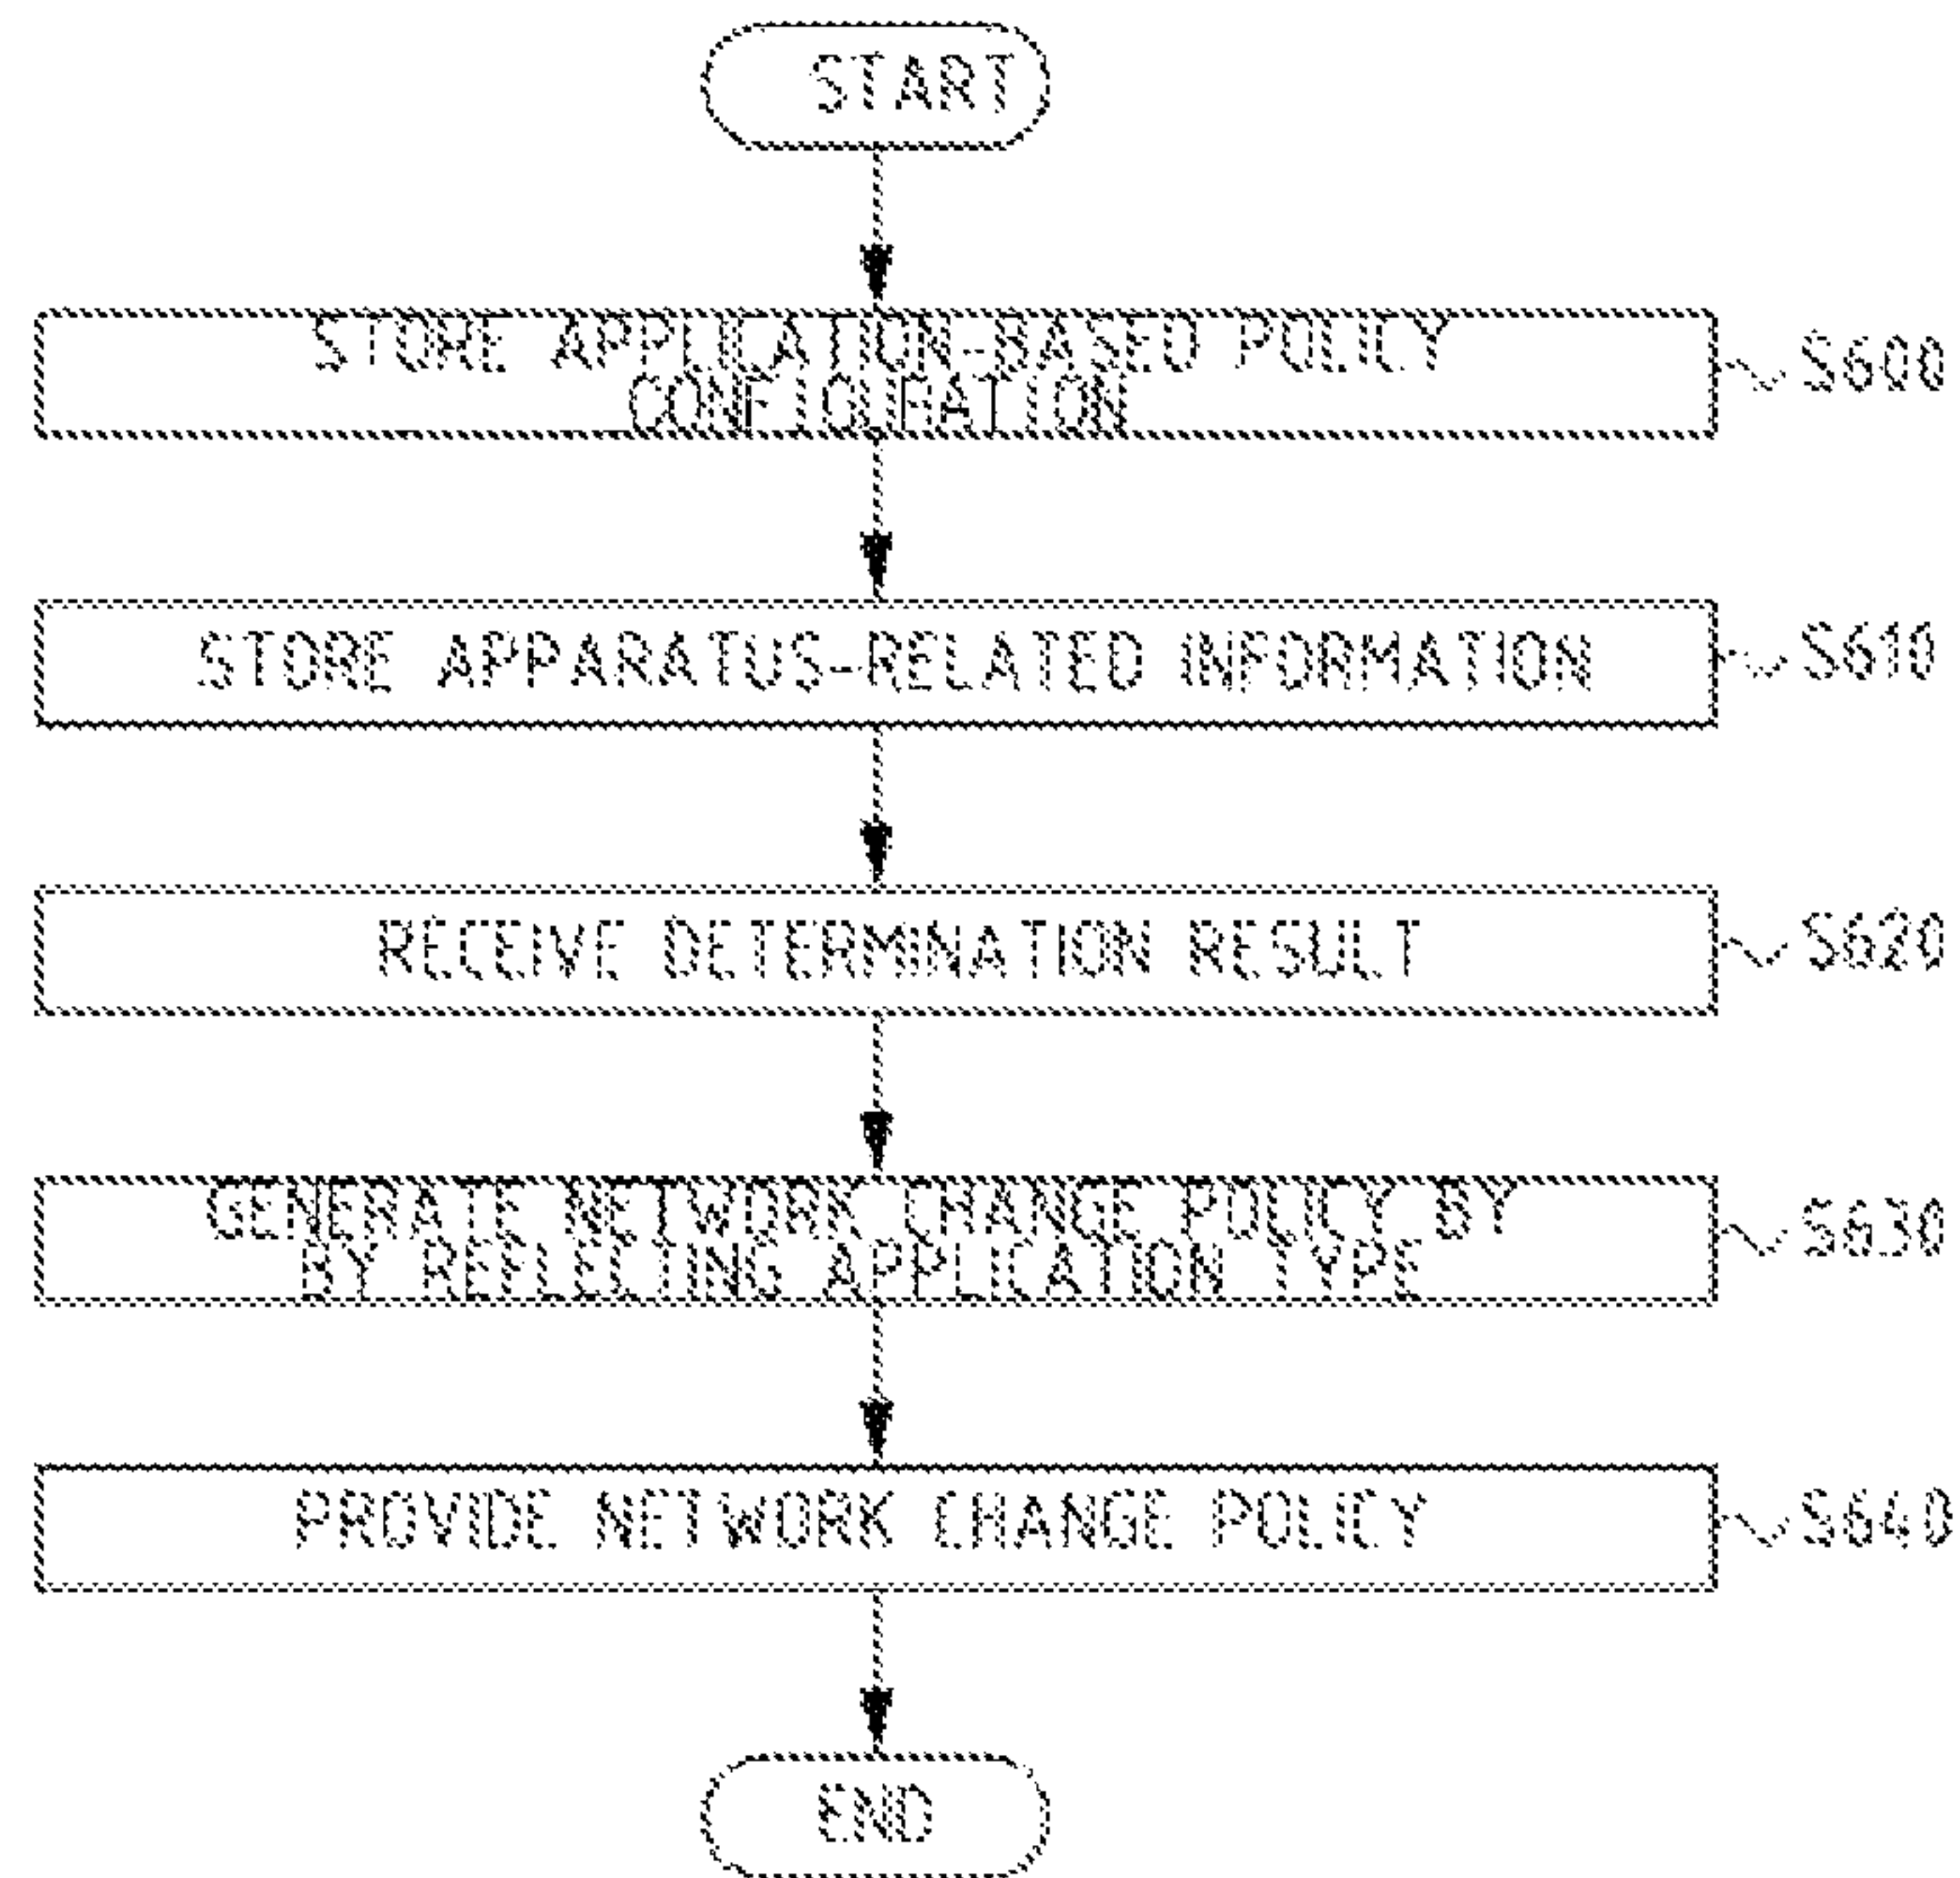 START
STORE APPLICATION-BASED POLICY
CONFIGURATION
S600
STORE APPARATUS-RELATED INFORMATION
S610
RECEIVE DETERMINATION RESULT
S620
GENERATE NETWORK CHANGE POLICY BY
BY REFLECTING APPLICATION TYPE
S630
PROVIDE NETWORK CHANGE POLICY
S640
END